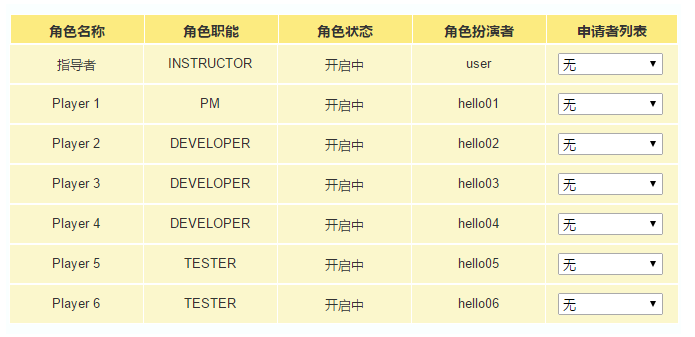 角色名称 角色职能 角色状态 角色扮演者 申请者列表
指导者 INSTRUCTOR 开启中 user 无
Player 1 PM 开启中 hello01 无
Player 2 DEVELOPER 开启中 hello02 无
Player 3 DEVELOPER 开启中 hello03 无
Player 4 DEVELOPER 开启中 hello04 无
Player 5 TESTER 开启中 hello05 无
Player 6 TESTER 开启中 hello06 无